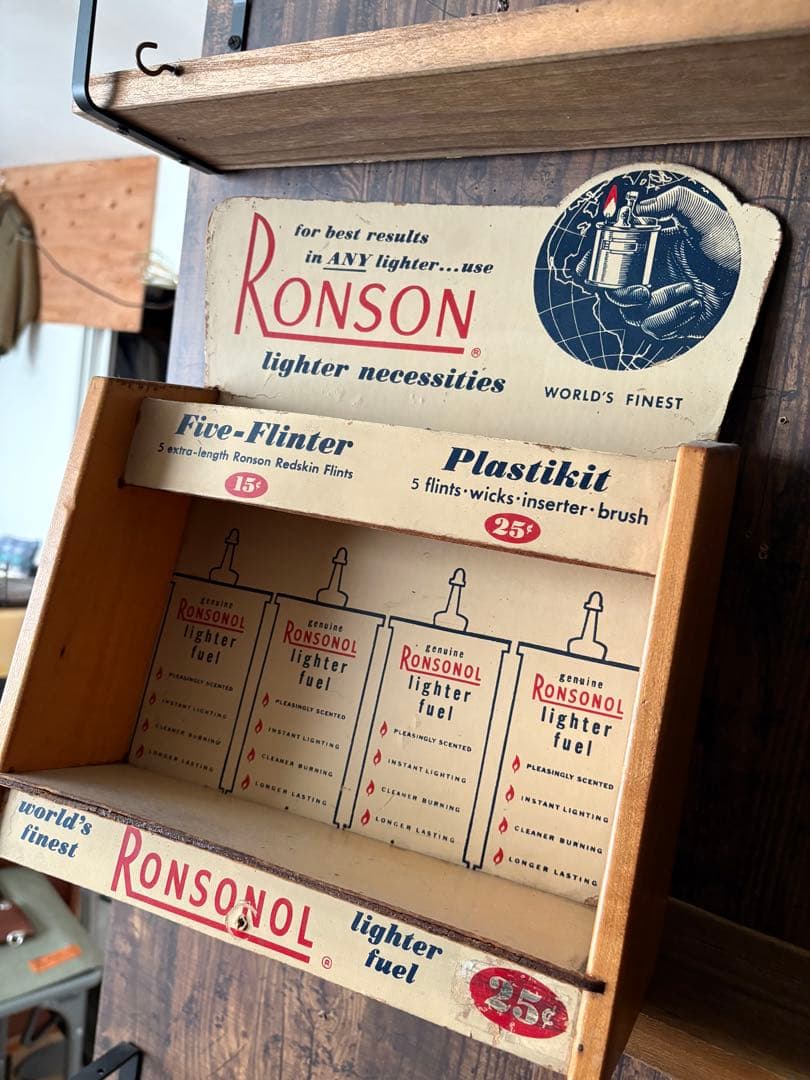 for best results
in ANY lighter...use
RONSON®
lighter necessities
WORLD'S FINEST
Five-Flinter
5 extra-length Ronson Redskin Flints
15¢
Plastikit
5 flints·wicks·inserter·brush
25¢
genuine
RONSONOL
lighter
fuel
PLEASINGLY SCENTED
INSTANT LIGHTING
CLEANER BURNING
LONGER LASTING
genuine
RONSONOL
lighter
fuel
PLEASINGLY SCENTED
INSTANT LIGHTING
CLEANER BURNING
LONGER LASTING
genuine
RONSONOL
lighter
fuel
PLEASINGLY SCENTED
INSTANT LIGHTING
CLEANER BURNING
LONGER LASTING
genuine
RONSONOL
lighter
fuel
PLEASINGLY SCENTED
INSTANT LIGHTING
CLEANER BURNING
LONGER LASTING
world's
finest
RONSONOL®
lighter
fuel
25¢